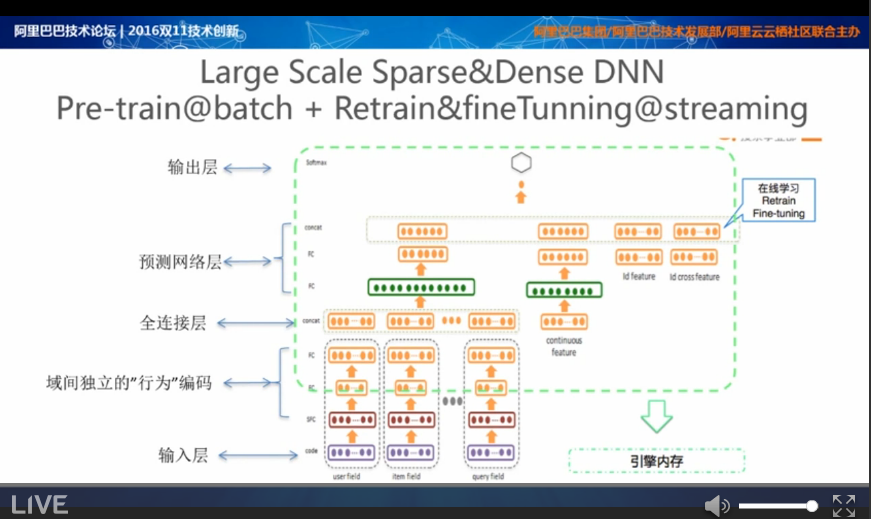 阿里巴巴技术论坛 | 2016双11技术创新
阿里巴巴集团/阿里巴巴技术发展部/阿里云云栖社区联合主办
Large Scale Sparse&Dense DNN
Pre-train@batch + Retrain&fineTunning@streaming
输出层
Softmax
在线学习
Retrain
Fine-tuning
concat
预测网络层
FC
Id feature
Id cross feature
FC
全连接层
concat
continuous
feature
FC
域间独立的"行为"编码
FC
SFC
输入层
code
引擎内存
user field
item field
query field
LIVE